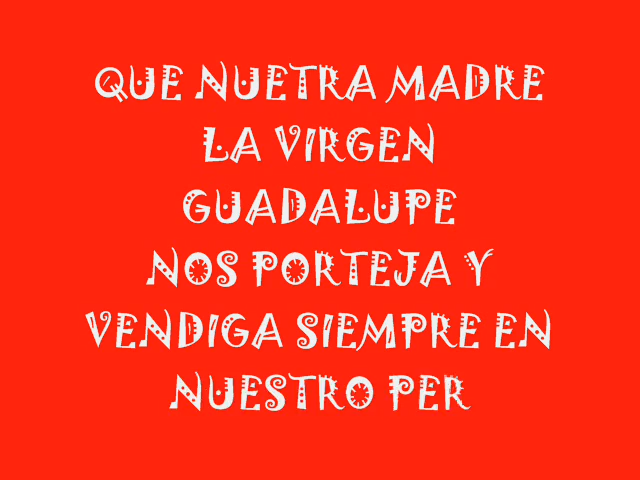 QUE NUETRA MADRE
LA VIRGEN
GUADALUPE
NOS PORTEJA Y
VENDIGA SIEMPRE EN
NUESTRO PER